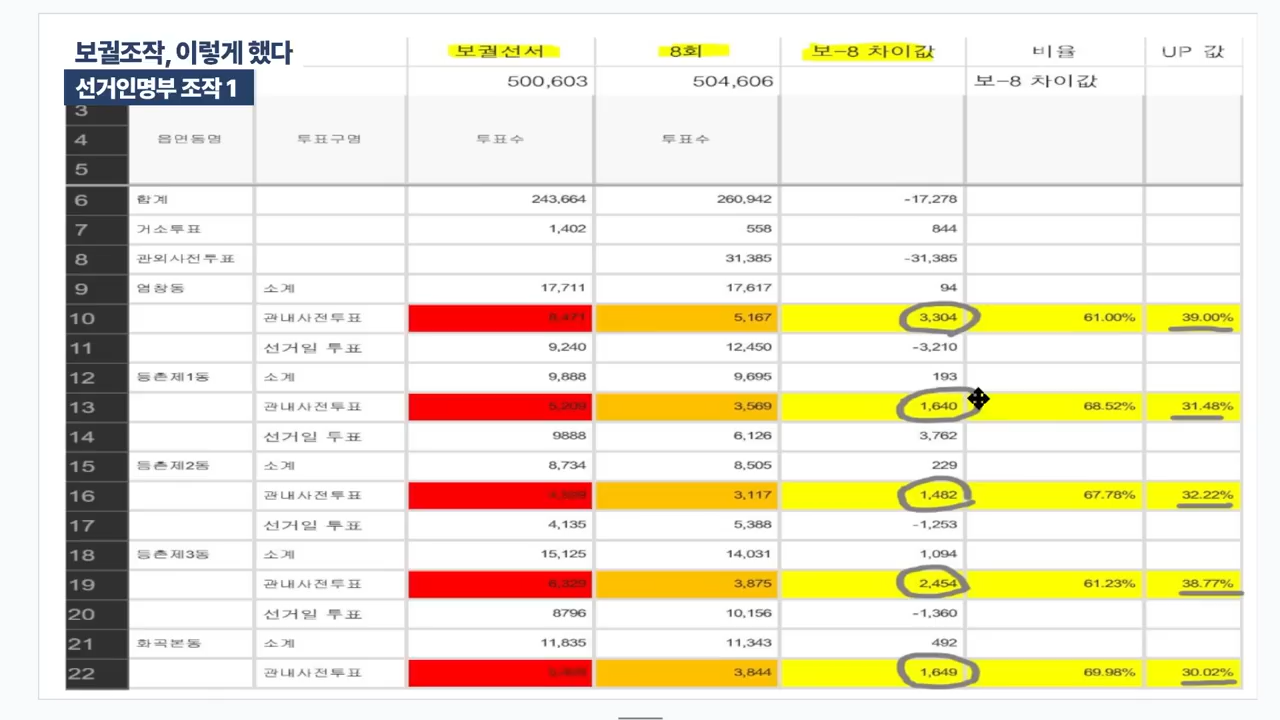 보궐조작, 이렇게 했다
선거인명부 조작 1
보궐선서 8회 보-8 차이값 비율 UP 값
500,603 504,606 보-8 차이값
3
4 읍면동명 투표구명 투표수 투표수
5
6 합계 243,664 260,942 -17,278
7 거소투표 1,402 558 844
8 관외사전투표 31,385 -31,385
9 염창동 소계 17,711 17,617 94
10 관내사전투표 8,471 5,167 3,304 61.00% 39.00%
11 선거일 투표 9,240 12,450 -3,210
12 등촌제1동 소계 9,888 9,695 193
13 관내사전투표 5,209 3,569 1,640 68.52% 31.48%
14 선거일 투표 9888 6,126 3,762
15 등촌제2동 소계 8,734 8,505 229
16 관내사전투표 3,117 1,482 67.78% 32.22%
17 선거일 투표 4,135 5,388 -1,253
18 등촌제3동 소계 15,125 14,031 1,094
19 관내사전투표 6,329 3,875 2,454 61.23% 38.77%
20 선거일 투표 8796 10,156 -1,360
21 화곡본동 소계 11,835 11,343 492
22 관내사전투표 3,844 1,649 69.98% 30.02%